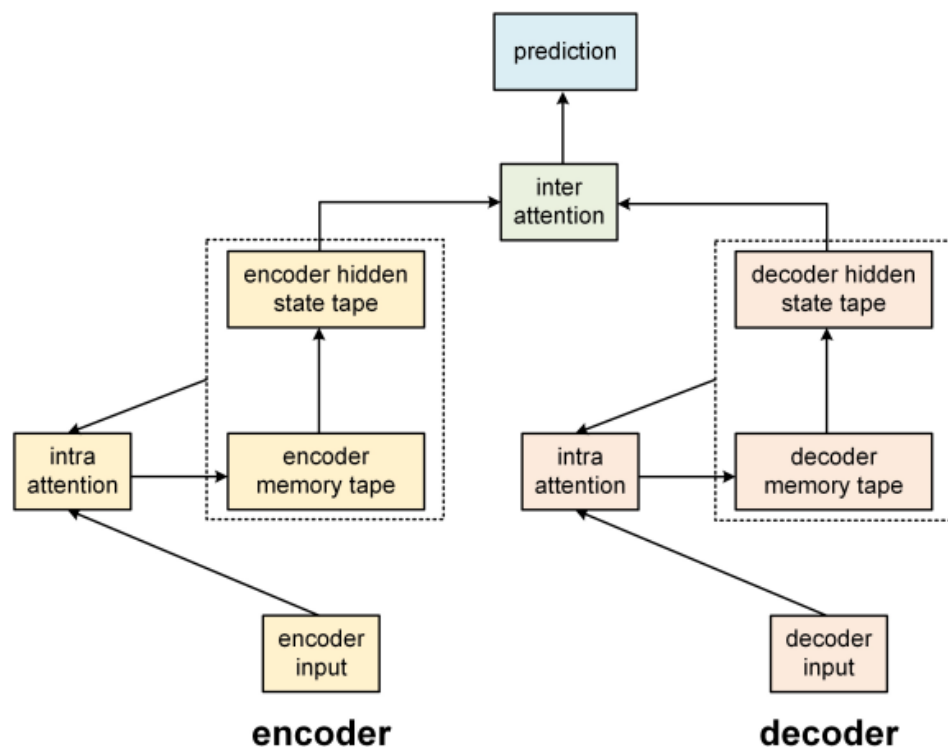 prediction
inter
attention
encoder hidden
state tape
decoder hidden
state tape
intra
attention
encoder
memory tape
intra
attention
decoder
memory tape
encoder
input
decoder
input
encoder
decoder